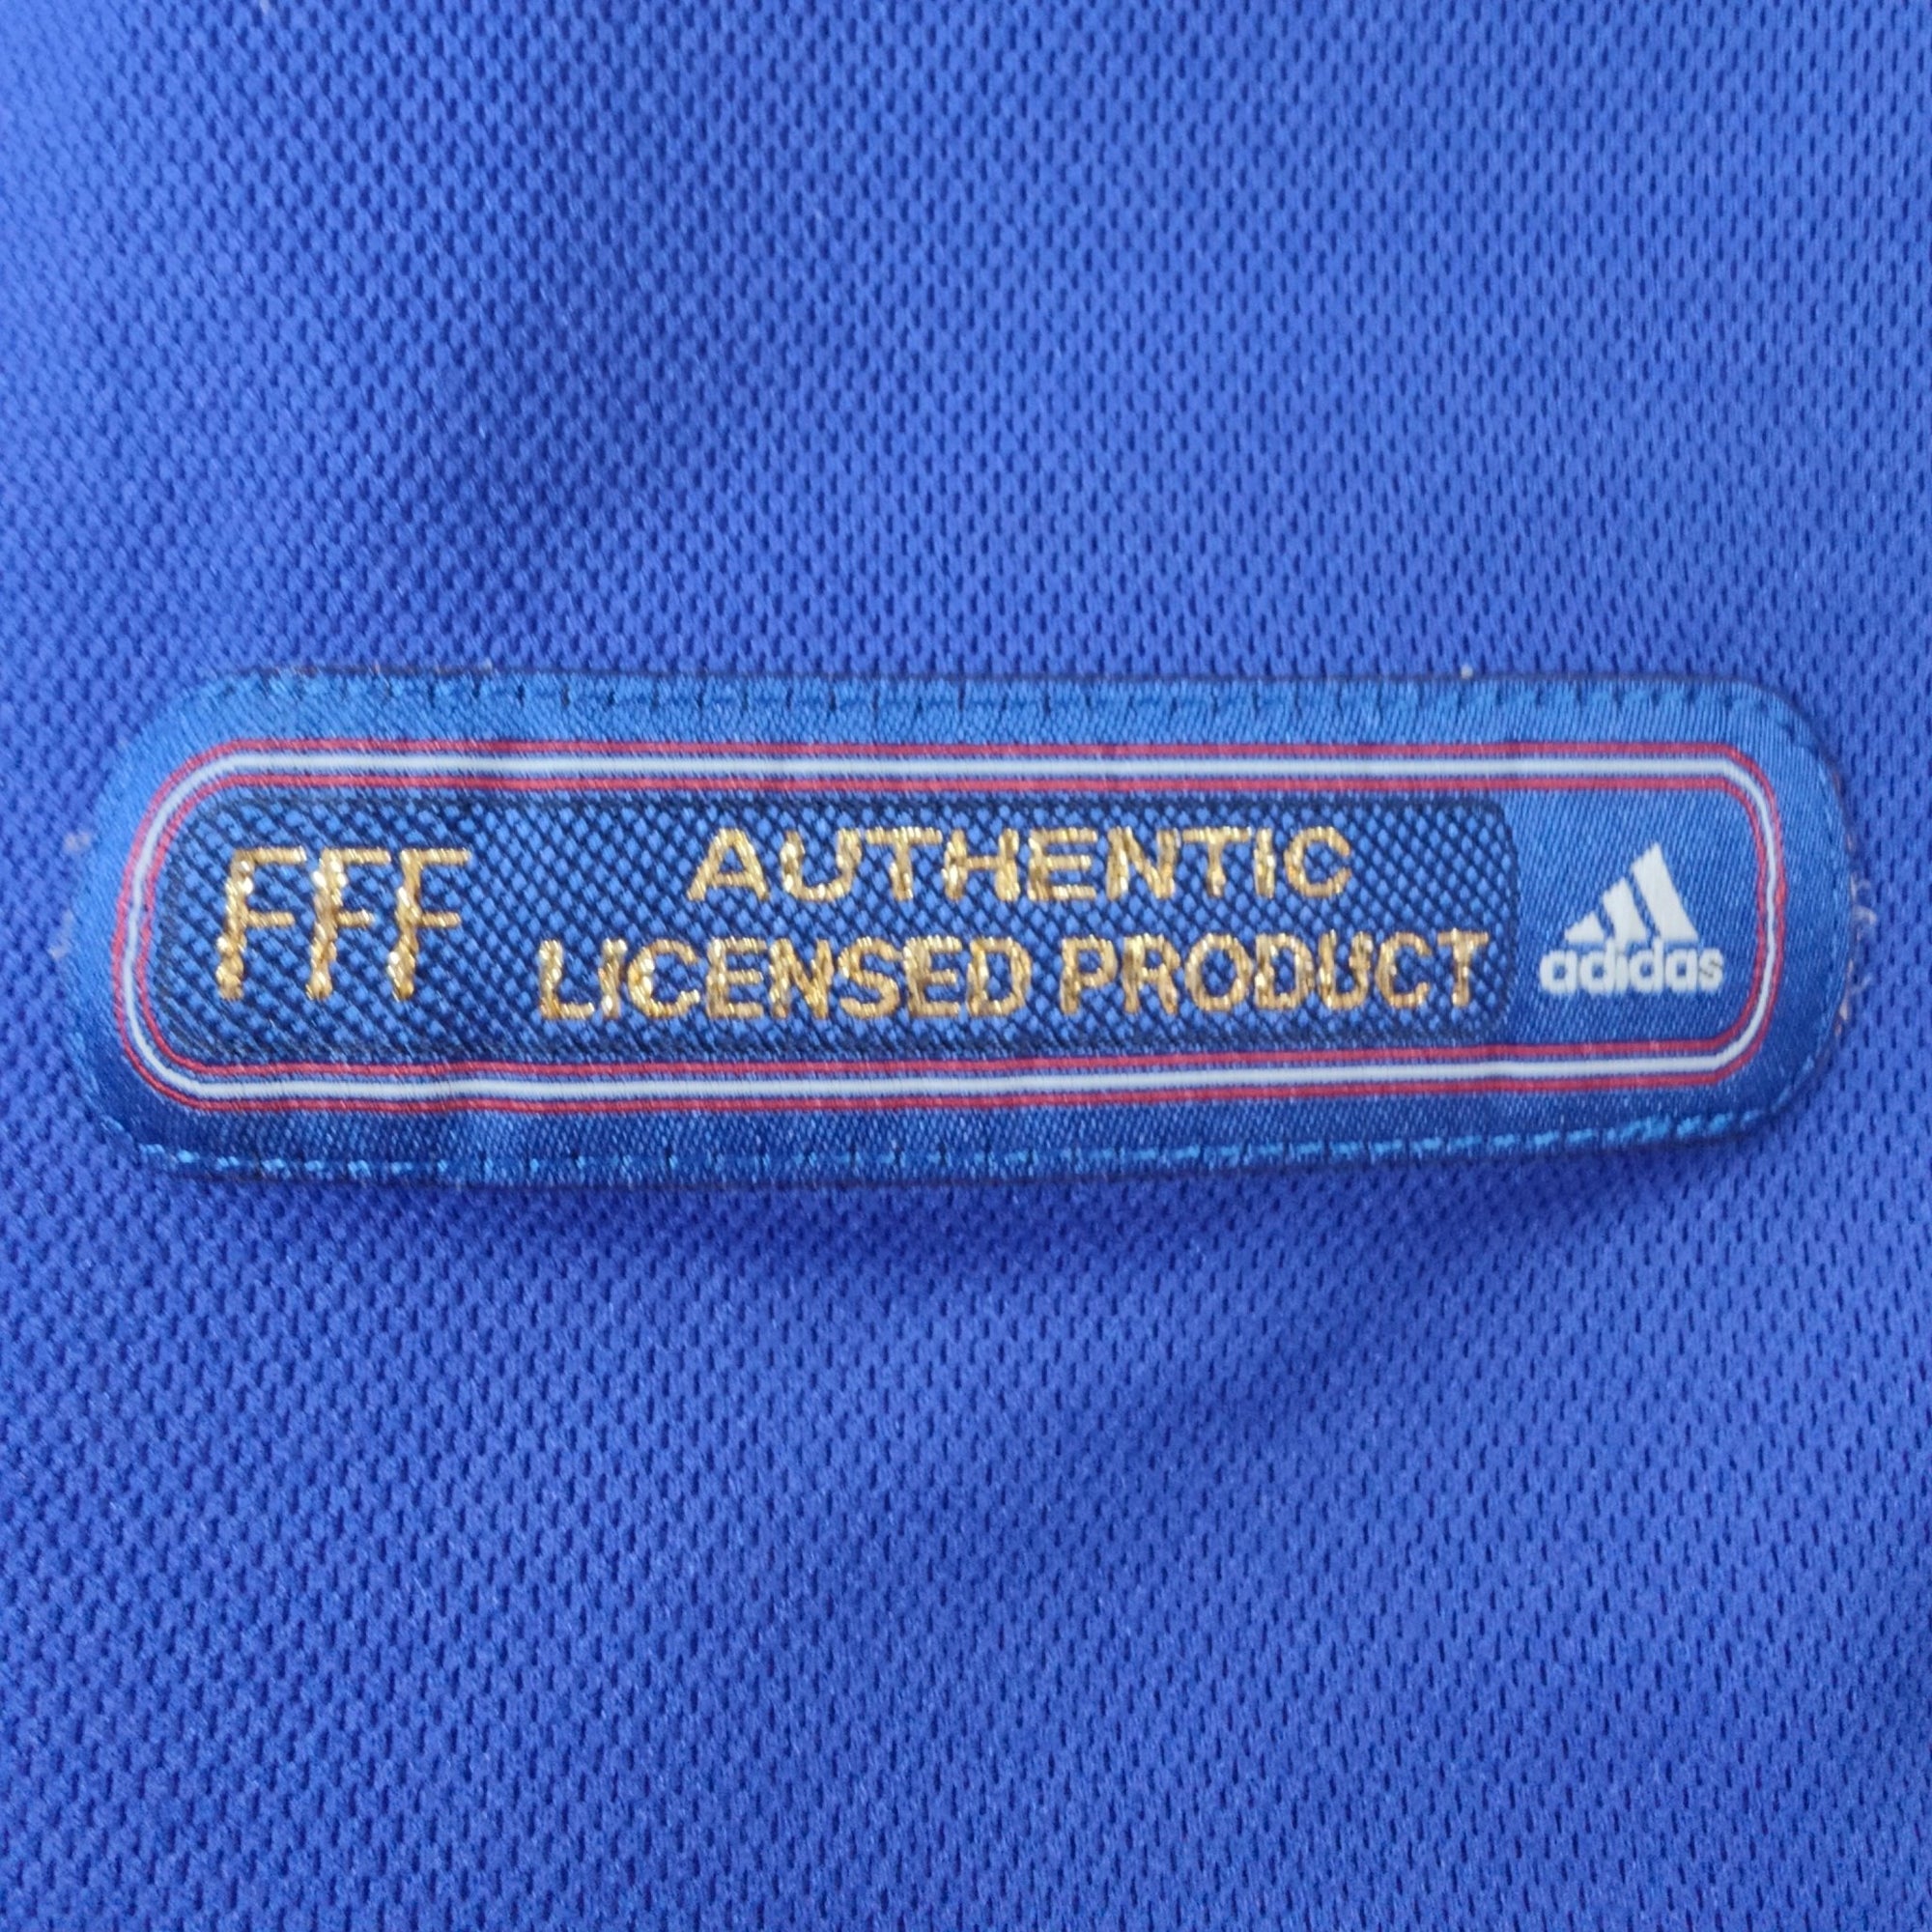 FFF
AUTHENTIC
LICENSED PRODUCT
adidas